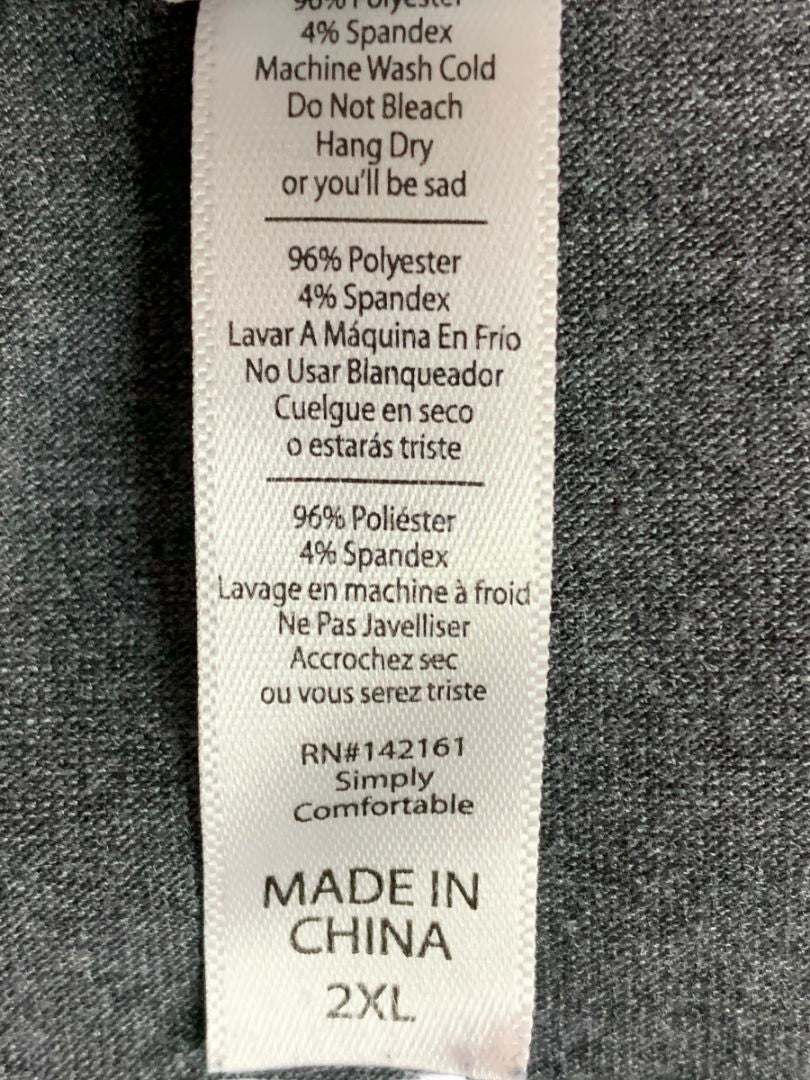 96% Polyester
4% Spandex
Machine Wash Cold
Do Not Bleach
Hang Dry
or you'll be sad
96% Polyester
4% Spandex
Lavar A Máquina En Frío
No Usar Blanqueador
Cuelgue en seco
o estarás triste
96% Poliéster
4% Spandex
Lavage en machine à froid
Ne Pas Javelliser
Accrochez sec
ou vous serez triste
RN#142161
Simply
Comfortable
MADE IN
CHINA
2XL